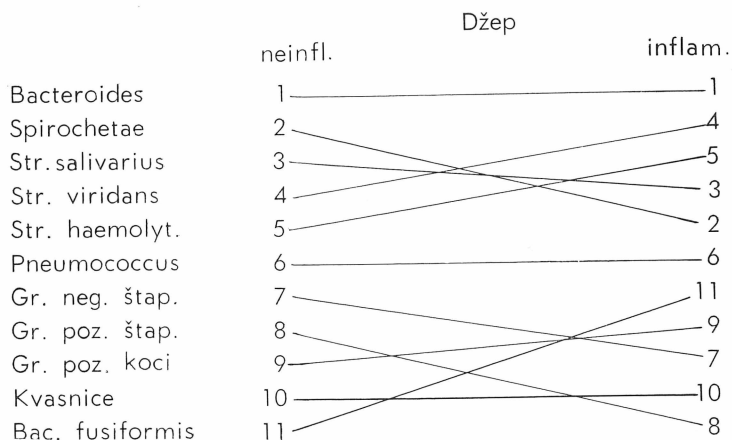 Džep
neinfl. inflam.
Bacteroides 1 1
Spirochetae 2 4
Str. salivarius 3 5
Str. viridans 4 3
Str. haemolyt. 5 2
Pneumococcus 6 6
Gr. neg. štap. 7 11
Gr. poz. štap. 8 9
Gr. poz. koci 9 7
Kvasnice 10 10
Bac. fusiformis 11 8